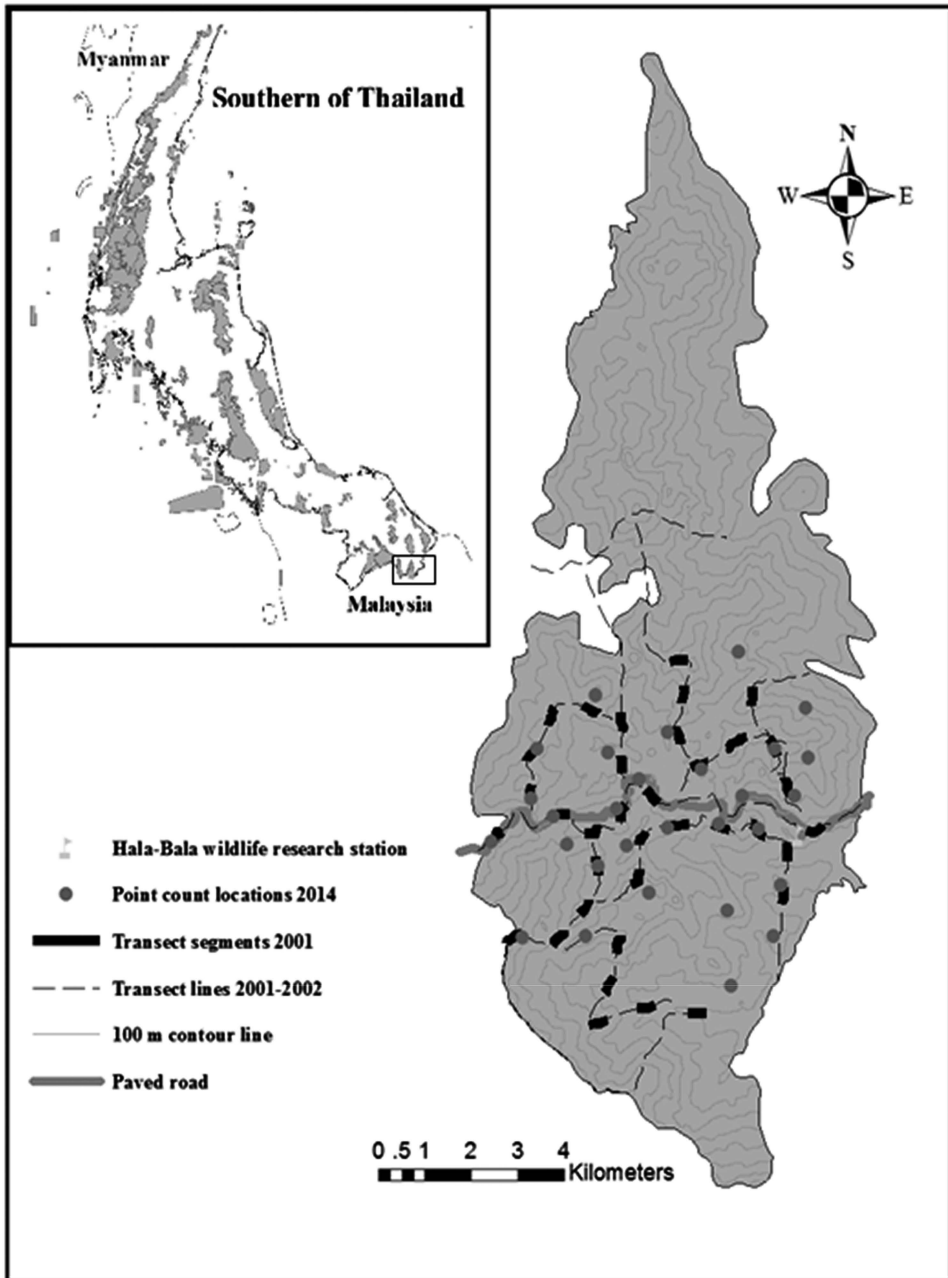 Myanmar
Southern of Thailand
Malaysia
N
W E
S
Hala-Bala wildlife research station
Point count locations 2014
Transect segments 2001
Transect lines 2001-2002
100 m contour line
Paved road
0 .5 1 2 3 4
Kilometers